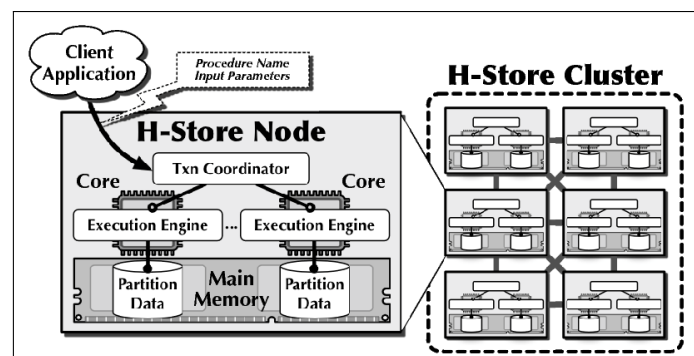 Client
Application
Procedure Name
Input Parameters
H-Store Cluster
H-Store Node
Txn Coordinator
Core
Core
Execution Engine
...
Execution Engine
Partition
Data
Main
Memory
Partition
Data